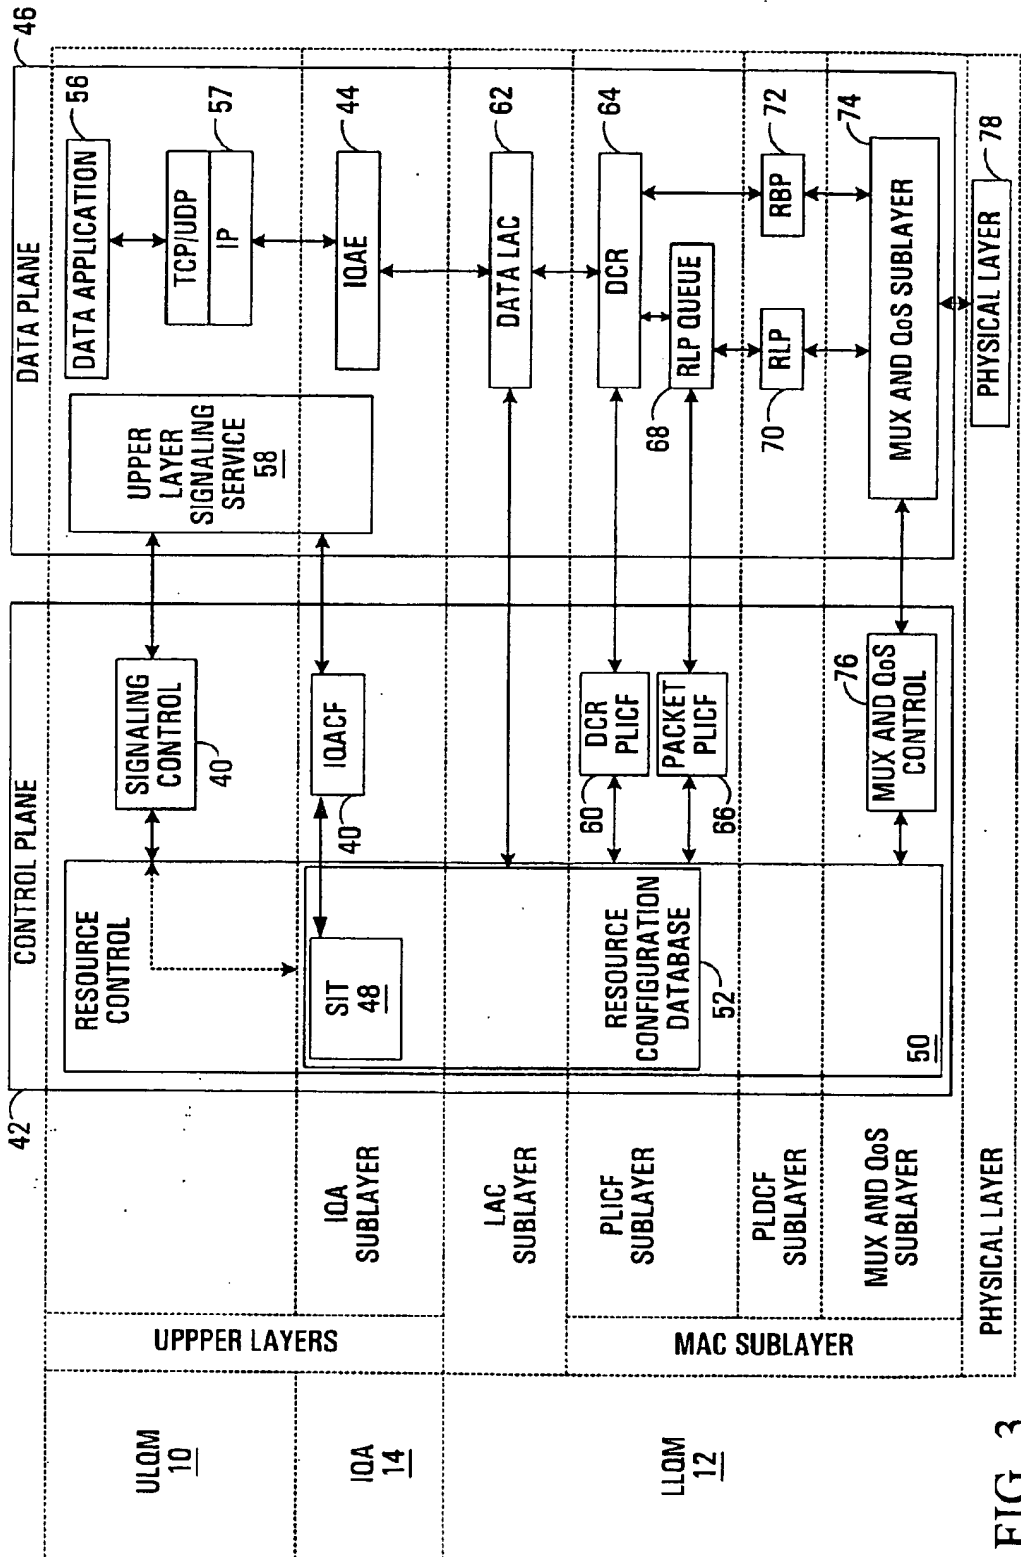 46
DATA PLANE
56
DATA APPLICATION
57
TCP/UDP
IP
44
IQAE
62
DATA LAC
64
DCR
RLP QUEUE
68
72
RBP
RLP
70
74
MUX AND QoS SUBLAYER
78
PHYSICAL LAYER
UPPER
LAYER
SIGNALING
SERVICE
58
CONTROL PLANE
42
SIGNALING
CONTROL
40
IQACF
40
DCR
PLICF
60
PACKET
PLICF
66
76
MUX AND QoS
CONTROL
RESOURCE
CONTROL
SIT
48
RESOURCE
CONFIGURATION
DATABASE
52
50
IQA
SUBLAYER
LAC
SUBLAYER
PLICF
SUBLAYER
PLDCF
SUBLAYER
MUX AND QoS
SUBLAYER
PHYSICAL LAYER
UPPPER LAYERS
MAC SUBLAYER
ULQM
10
IQA
14
LLQM
12
FIG. 3